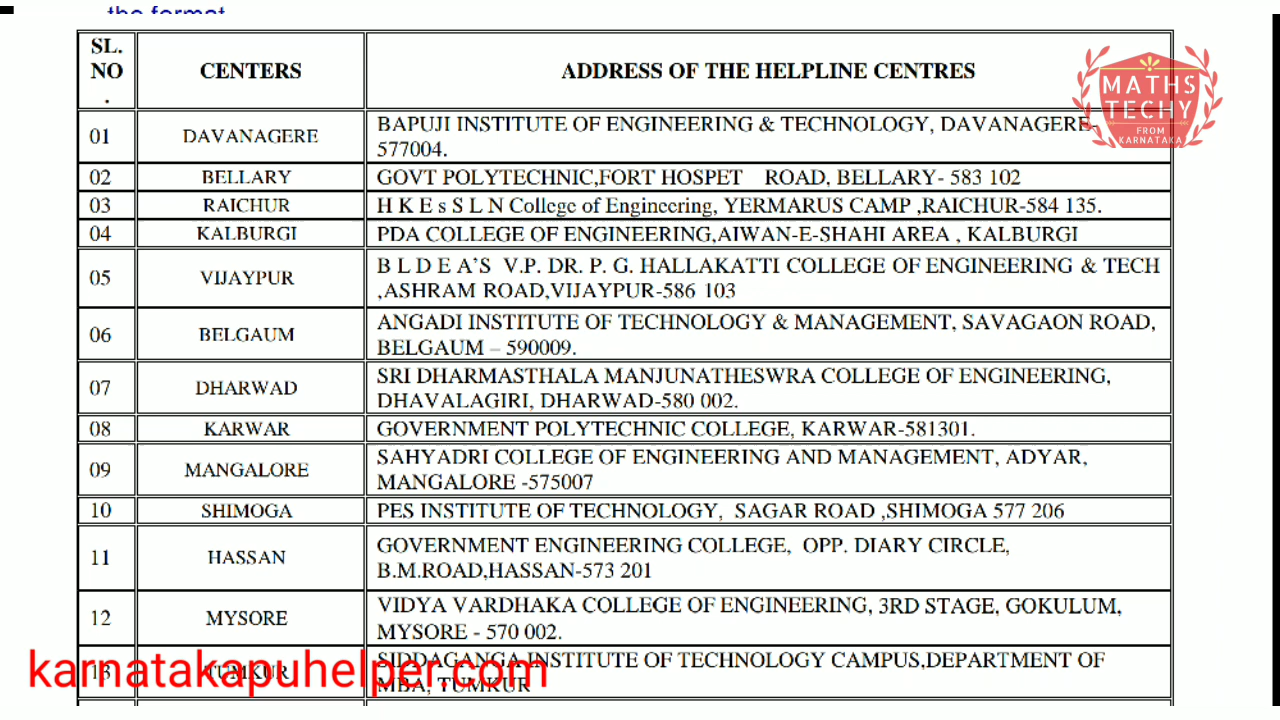 the format
SL.
NO
.
CENTERS
ADDRESS OF THE HELPLINE CENTRES
MATHS
TECHY
FROM
KARNATAKA
01
DAVANAGERE
BAPUJI INSTITUTE OF ENGINEERING & TECHNOLOGY, DAVANAGERE-
577004.
02
BELLARY
GOVT POLYTECHNIC,FORT HOSPET ROAD, BELLARY- 583 102
03
RAICHUR
H K E s S L N College of Engineering, YERMARUS CAMP ,RAICHUR-584 135.
04
KALBURGI
PDA COLLEGE OF ENGINEERING,AIWAN-E-SHAHI AREA , KALBURGI
05
VIJAYPUR
B L D E A'S V.P. DR. P. G. HALLAKATTI COLLEGE OF ENGINEERING & TECH
,ASHRAM ROAD,VIJAYPUR-586 103
06
BELGAUM
ANGADI INSTITUTE OF TECHNOLOGY & MANAGEMENT, SAVAGAON ROAD,
BELGAUM – 590009.
07
DHARWAD
SRI DHARMASTHALA MANJUNATHESWRA COLLEGE OF ENGINEERING,
DHAVALAGIRI, DHARWAD-580 002.
08
KARWAR
GOVERNMENT POLYTECHNIC COLLEGE, KARWAR-581301.
09
MANGALORE
SAHYADRI COLLEGE OF ENGINEERING AND MANAGEMENT, ADYAR,
MANGALORE -575007
10
SHIMOGA
PES INSTITUTE OF TECHNOLOGY, SAGAR ROAD ,SHIMOGA 577 206
11
HASSAN
GOVERNMENT ENGINEERING COLLEGE, OPP. DIARY CIRCLE,
B.M.ROAD,HASSAN-573 201
12
MYSORE
VIDYA VARDHAKA COLLEGE OF ENGINEERING, 3RD STAGE, GOKULUM,
MYSORE - 570 002.
13
TUMKUR
SIDDAGANGA INSTITUTE OF TECHNOLOGY CAMPUS,DEPARTMENT OF
MBA, TUMKUR
karnatakapuhelper.com